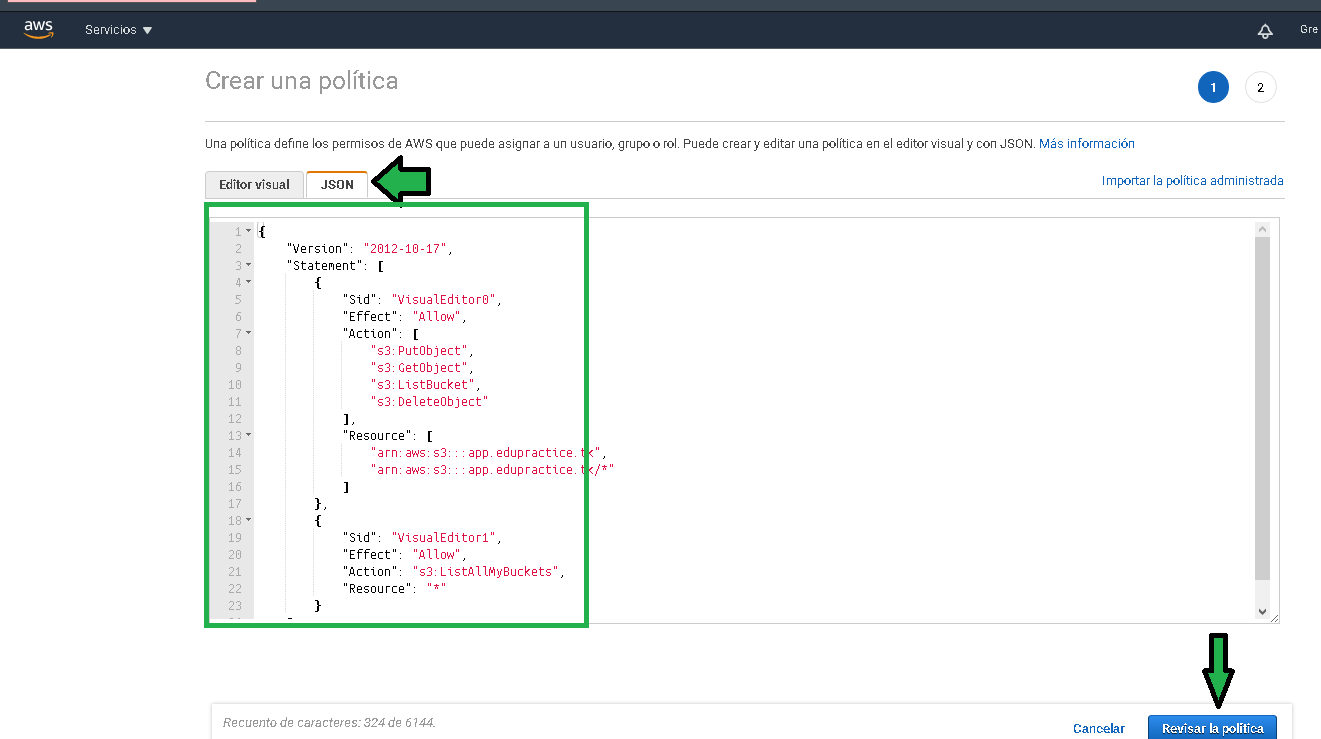 aws
Servicios
Gre
Crear una política
1
2
Una política define los permisos de AWS que puede asignar a un usuario, grupo o rol. Puede crear y editar una política en el editor visual y con JSON. Más información
Editor visual
JSON
Importar la política administrada
1 {
2 "Version": "2012-10-17",
3 "Statement": [
4 {
5 "Sid": "VisualEditor0",
6 "Effect": "Allow",
7 "Action": [
8 "s3:PutObject",
9 "s3:GetObject",
10 "s3:ListBucket",
11 "s3:DeleteObject"
12 ],
13 "Resource": [
14 "arn:aws:s3:::app.edupractice.tk",
15 "arn:aws:s3:::app.edupractice.tk/*"
16 ]
17 },
18 {
19 "Sid": "VisualEditor1",
20 "Effect": "Allow",
21 "Action": "s3:ListAllMyBuckets",
22 "Resource": "*"
23 }
Recuento de caracteres: 324 de 6144.
Cancelar
Revisar la política